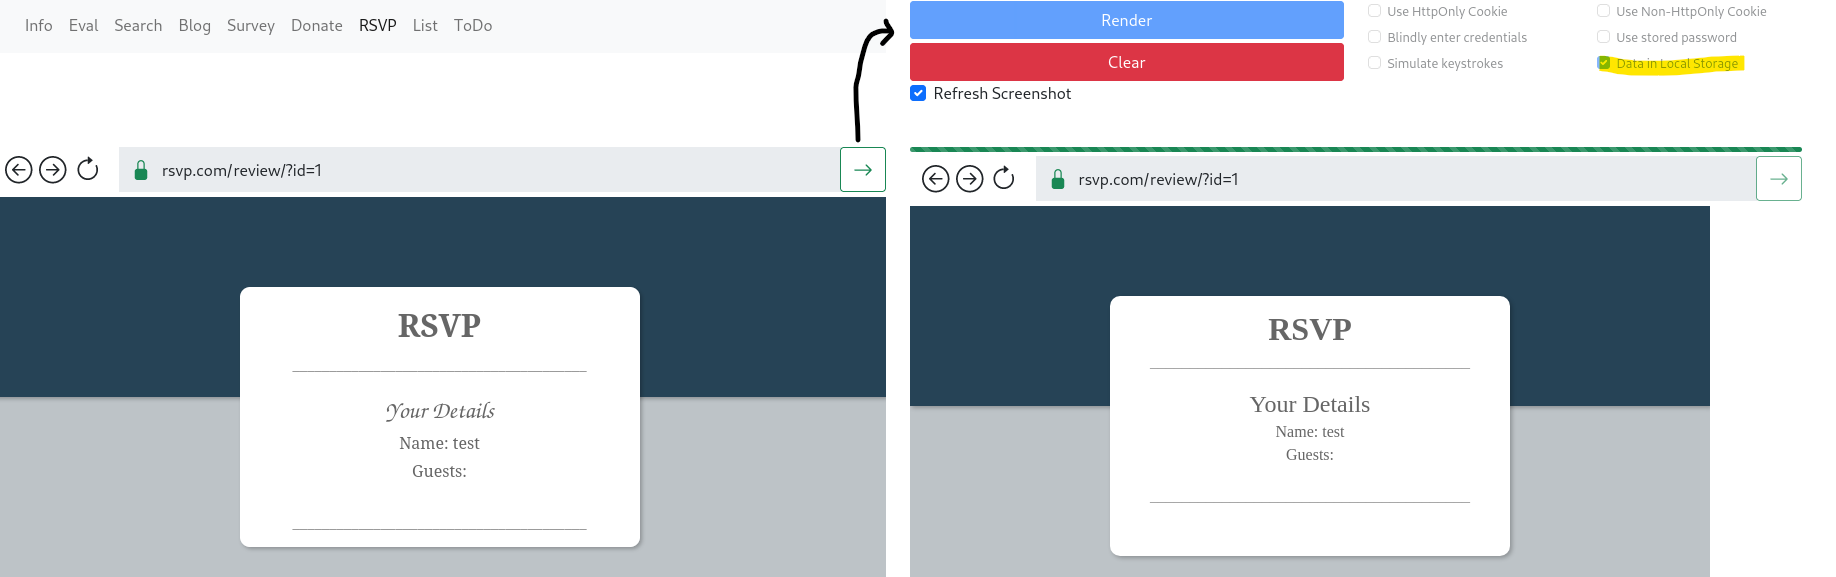 Info Eval Search Blog Survey Donate RSVP List ToDo
rsvp.com/review/?id=1
RSVP
Your Details
Name: test
Guests:
Render
Clear
Refresh Screenshot
Use HttpOnly Cookie
Use Non-HttpOnly Cookie
Blindly enter credentials
Use stored password
Simulate keystrokes
Data in Local Storage
rsvp.com/review/?id=1
RSVP
Your Details
Name: test
Guests: